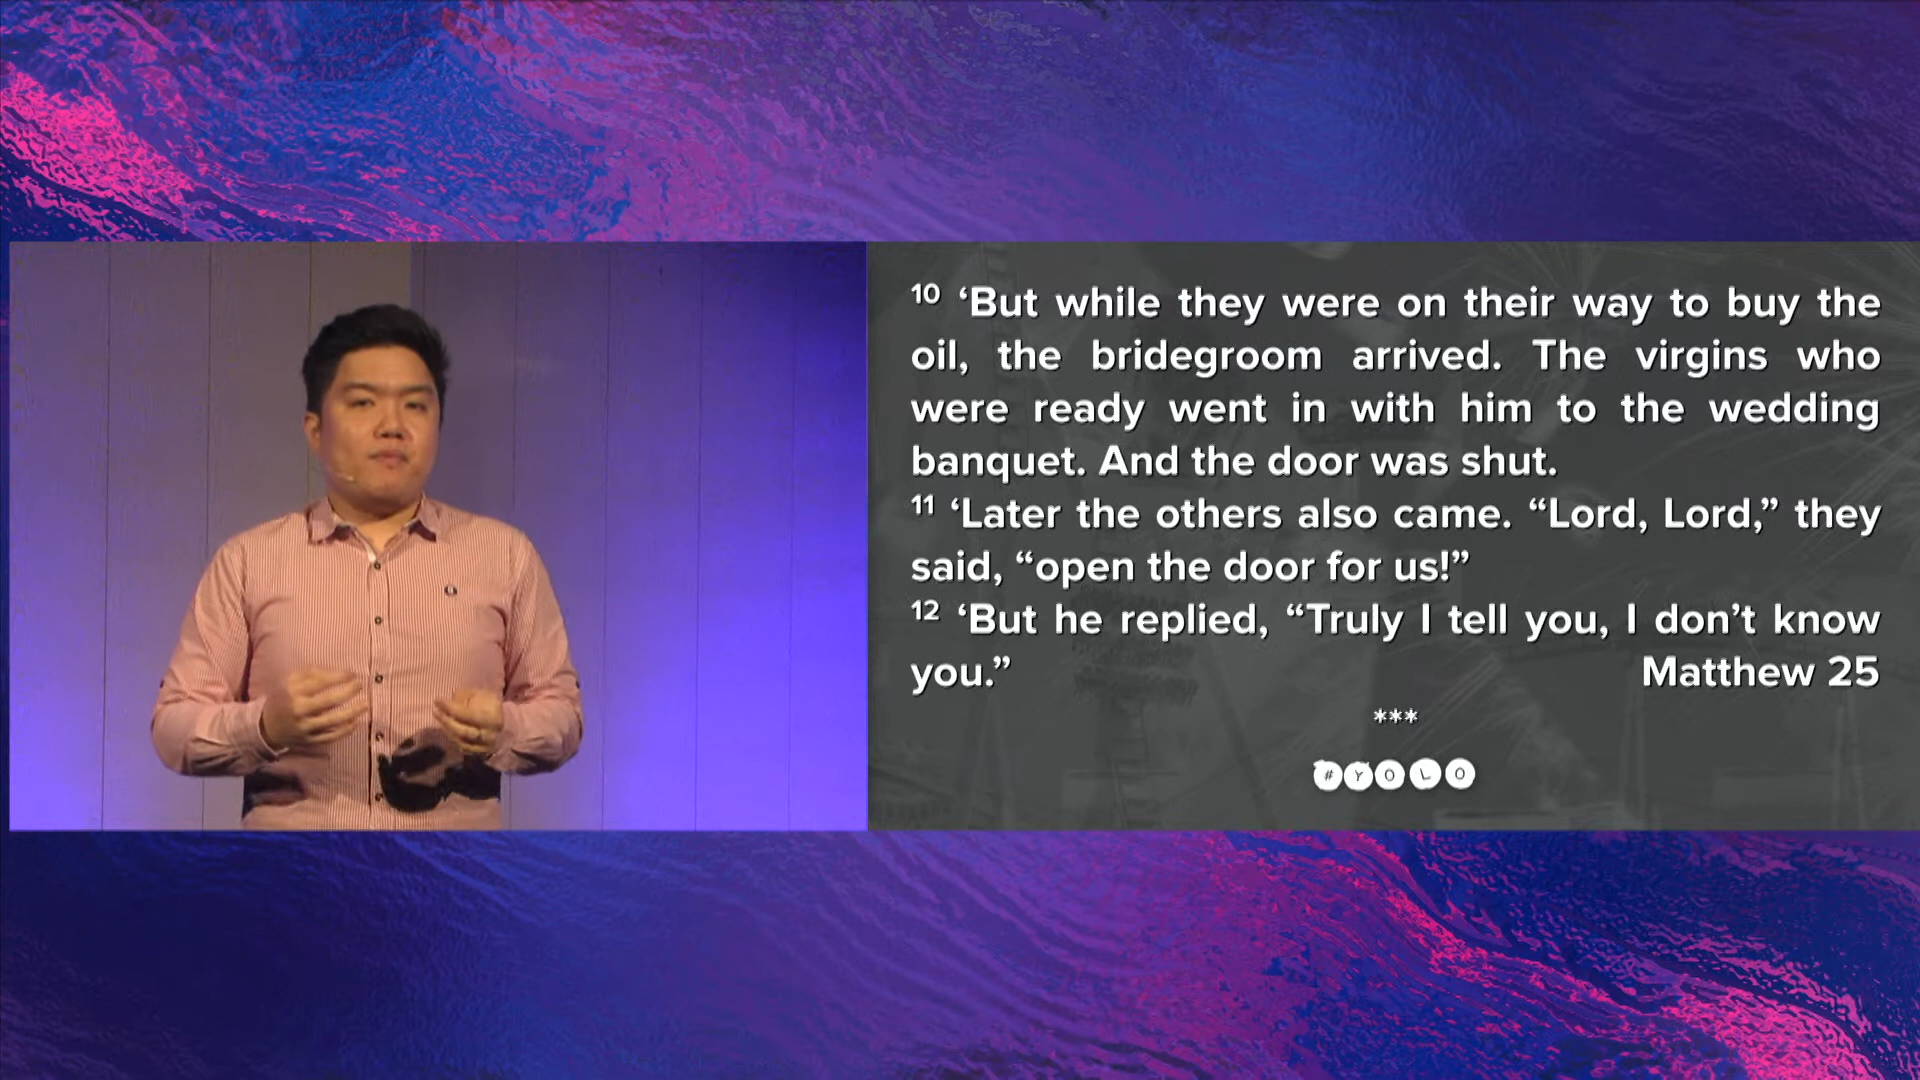 10 ‘But while they were on their way to buy the
oil, the bridegroom arrived. The virgins who
were ready went in with him to the wedding
banquet. And the door was shut.
11 ‘Later the others also came. “Lord, Lord,” they
said, “open the door for us!”
12 ‘But he replied, “Truly I tell you, I don’t know
you.” Matthew 25
***
#YOLO